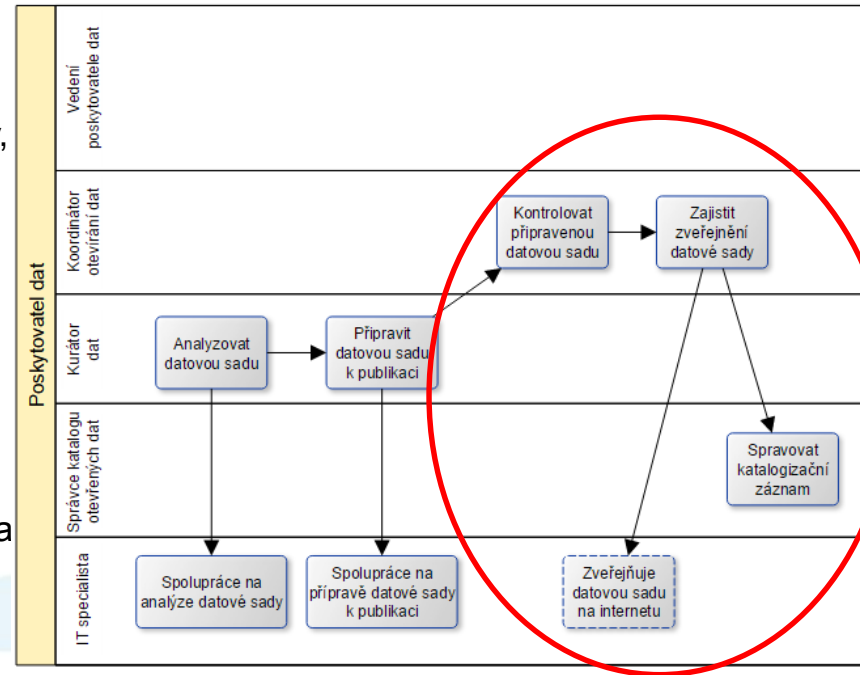 Poskytovatel dat
Vedení
poskytovatele dat
Koordinátor
otevírání dat
Kontrolovat
připravenou
datovou sadu
Zajistit
zveřejnění
datové sady
Kurátor
dat
Analyzovat
datovou sadu
Připravit
datovou sadu
k publikaci
Správce katalogu
otevřených dat
Spravovat
katalogizační
záznam
IT specialista
Spolupráce na
analýze datové sady
Spolupráce na
přípravě datové sady
k publikaci
Zveřejňuje
datovou sadu
na internetu
,
a